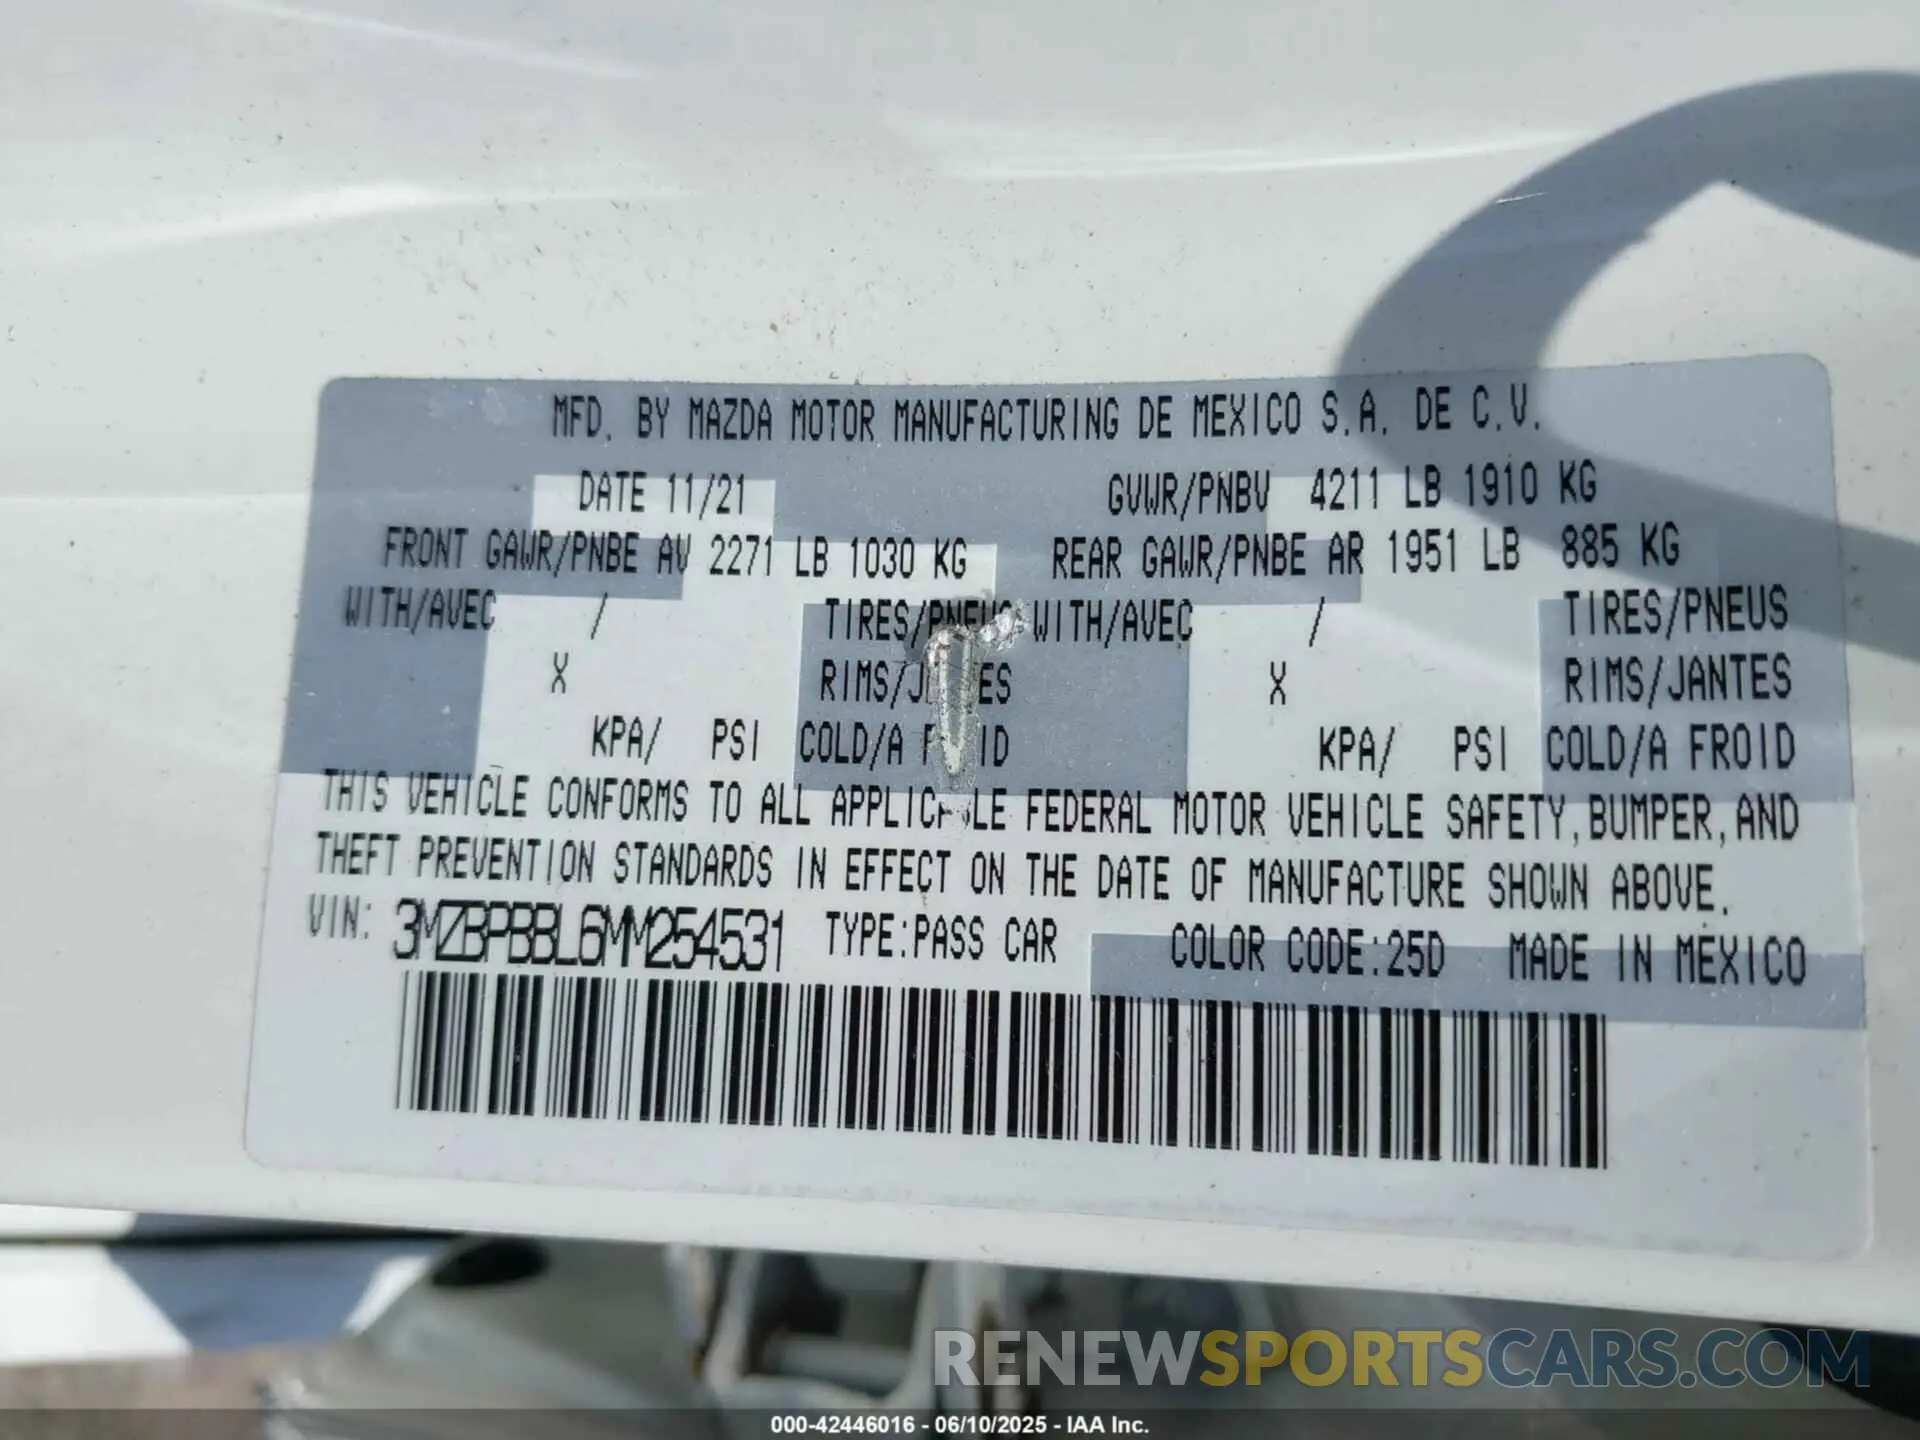 MFD. BY MAZDA MOTOR MANUFACTURING DE MEXICO S.A. DE C.V.
DATE 11/21 GVWR/PNBV 4211 LB 1910 KG
FRONT GAWR/PNBE AV 2271 LB 1030 KG REAR GAWR/PNBE AR 1951 LB 885 KG
WITH/AVEC / TIRES/PNEUS WITH/AVEC / TIRES/PNEUS
X RIMS/ X RIMS/JANTES
KPA/ PSI COLD/A KPA/ PSI COLD/A FROID
THIS VEHICLE CONFORMS TO ALL FEDERAL MOTOR VEHICLE SAFETY, BUMPER, AND
THEFT PREVENTION STANDARDS IN EFFECT ON THE DATE OF MANUFACTURE SHOWN ABOVE.
VIN: 3MZBPBBL6MM254531 TYPE:PASS CAR COLOR CODE:25D MADE IN MEXICO
RENEWSPORTSCARS.COM
000-42446016 - 06/10/2025 - IAA Inc.